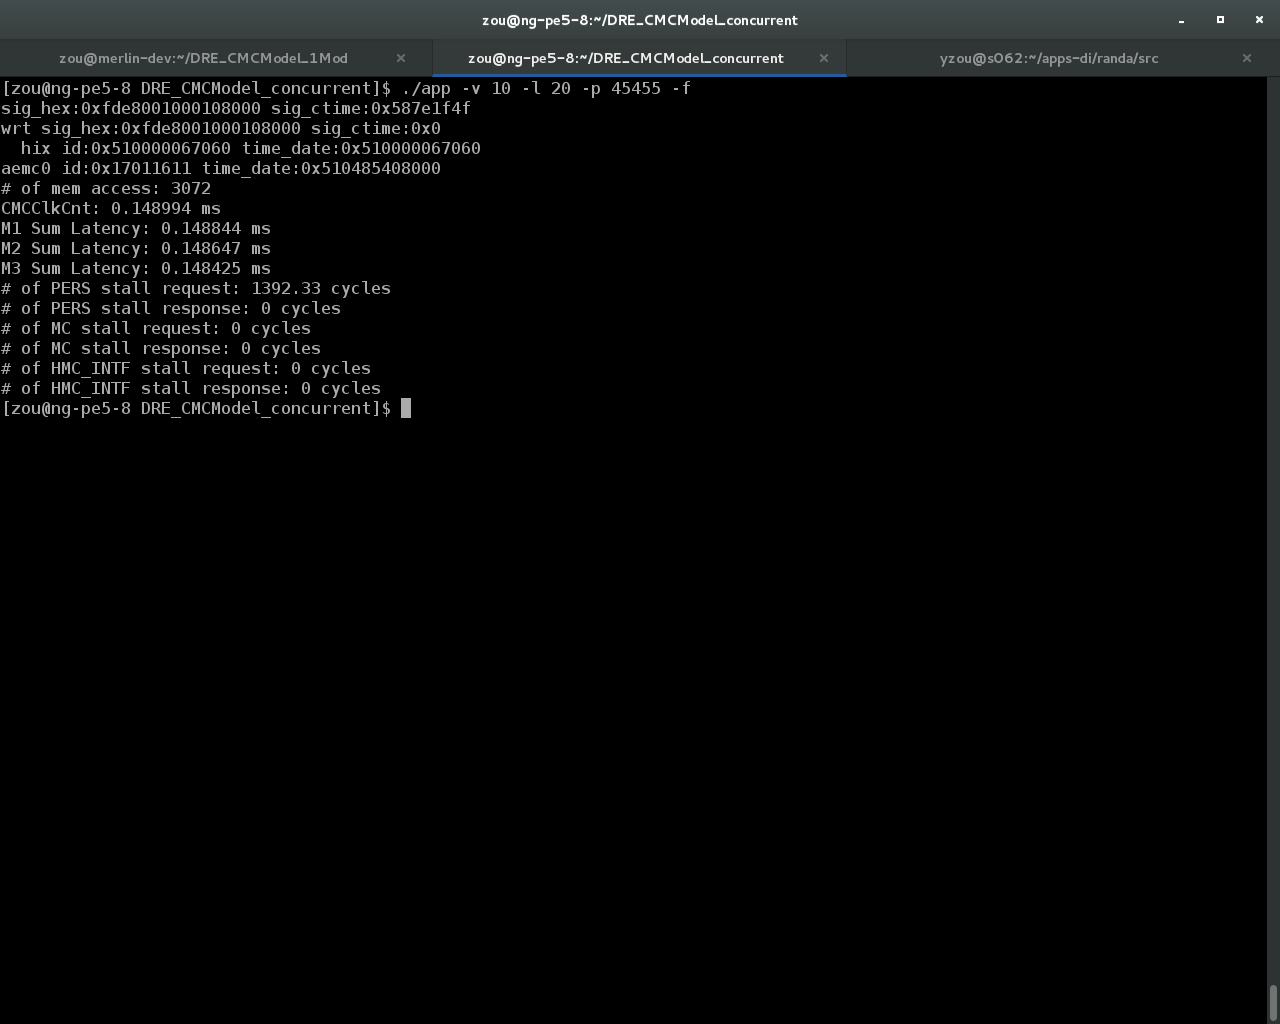 zou@ng-pe5-8:~/DRE_CMCModel_concurrent
zou@merlin-dev:~/DRE_CMCModel_1Mod
zou@ng-pe5-8:~/DRE_CMCModel_concurrent
yzou@s062:~/apps-di/randa/src
[zou@ng-pe5-8 DRE_CMCModel_concurrent]$ ./app -v 10 -l 20 -p 45455 -f
sig_hex:0xfde8001000108000 sig_ctime:0x587e1f4f
wrt sig_hex:0xfde8001000108000 sig_ctime:0x0
  hix id:0x510000067060 time_date:0x510000067060
aemc0 id:0x17011611 time_date:0x510485408000
# of mem access: 3072
CMCClkCnt: 0.148994 ms
M1 Sum Latency: 0.148844 ms
M2 Sum Latency: 0.148647 ms
M3 Sum Latency: 0.148425 ms
# of PERS stall request: 1392.33 cycles
# of PERS stall response: 0 cycles
# of MC stall request: 0 cycles
# of MC stall response: 0 cycles
# of HMC_INTF stall request: 0 cycles
# of HMC_INTF stall response: 0 cycles
[zou@ng-pe5-8 DRE_CMCModel_concurrent]$